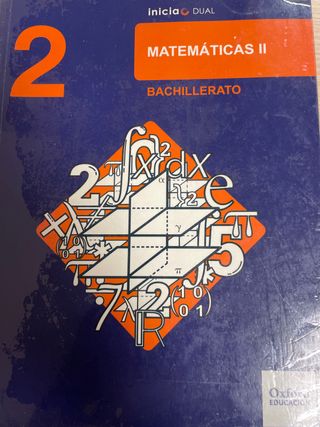 inicia DUAL
2
MATEMÁTICAS II
BACHILLERATO
Oxford
EDUCACIÓN